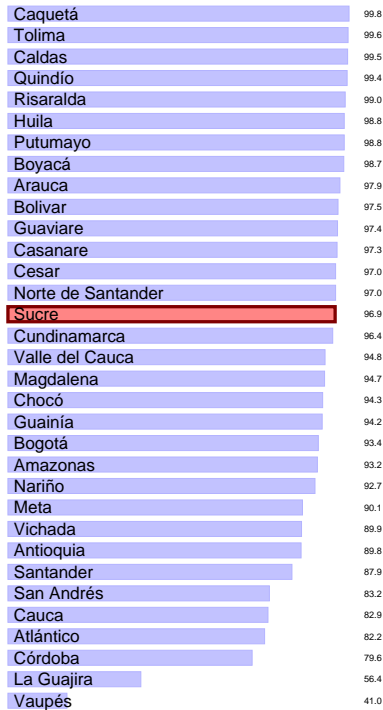 Caquetá 99.8
Tolima 99.6
Caldas 99.5
Quindío 99.4
Risaralda 99.0
Huila 98.8
Putumayo 98.8
Boyacá 98.7
Arauca 97.9
Bolivar 97.5
Guaviare 97.4
Casanare 97.3
Cesar 97.0
Norte de Santander 97.0
Sucre 96.9
Cundinamarca 96.4
Valle del Cauca 94.8
Magdalena 94.7
Chocó 94.3
Guainía 94.2
Bogotá 93.4
Amazonas 93.2
Nariño 92.7
Meta 90.1
Vichada 89.9
Antioquia 89.8
Santander 87.9
San Andrés 83.2
Cauca 82.9
Atlántico 82.2
Córdoba 79.6
La Guajira 56.4
Vaupés 41.0